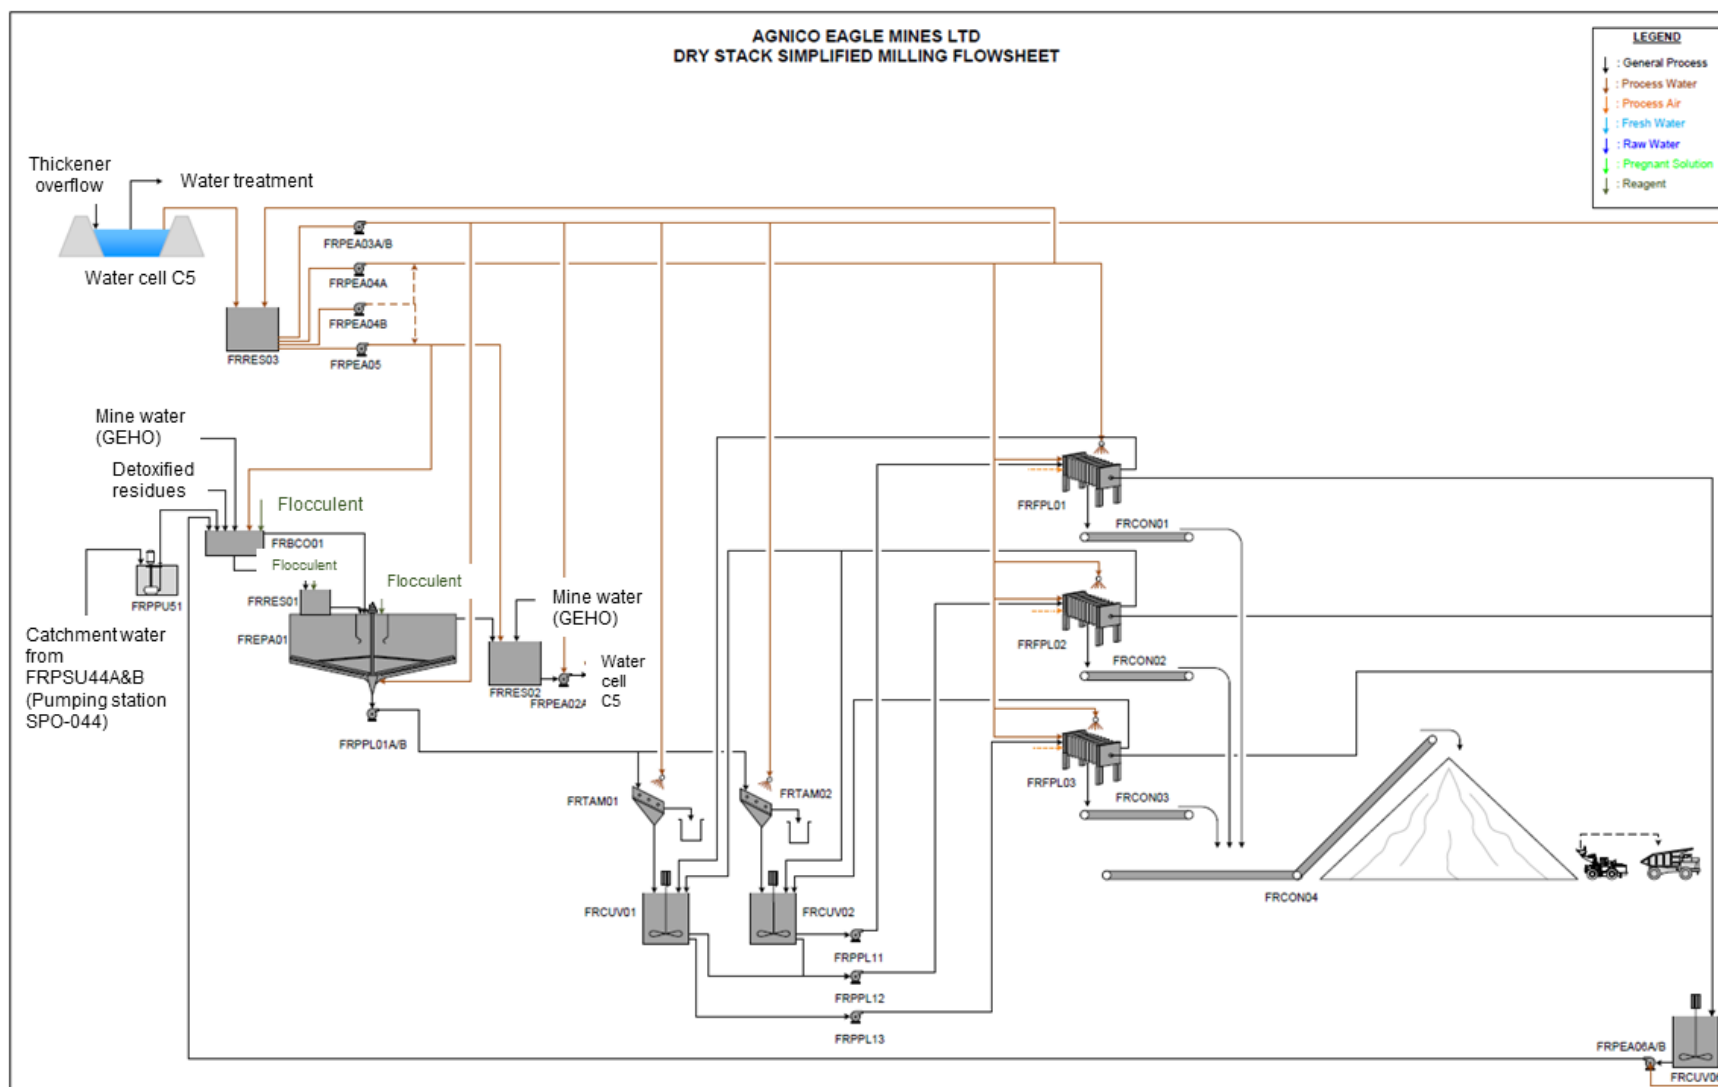 AGNICO EAGLE MINES LTD
DRY STACK SIMPLIFIED MILLING FLOWSHEET
LEGEND
: General Process
: Process Water
: Process Air
: Fresh Water
: Raw Water
: Pregnant Solution
: Reagent
Thickener
overflow
Water treatment
Water cell C5
FRPEA03A/B
FRPEA04A
FRPEA04B
FRPEA05
FRRES03
Mine water
(GEHO)
Detoxified
residues
Flocculent
FRBCO01
Flocculent
Flocculent
FRPPU51
FRRES01
FREPA01
Catchment water
from
FRPSU44A&B
(Pumping station
SPO-044)
Mine water
(GEHO)
FRRES02
FRPEA02A
Water
cell
C5
FRPPL01A/B
FRTAM01
FRTAM02
FRCUV01
FRCUV02
FRPPL11
FRPPL12
FRPPL13
FRFPL01
FRCON01
FRFPL02
FRCON02
FRFPL03
FRCON03
FRCON04
FRPEA06A/B
FRCUV06